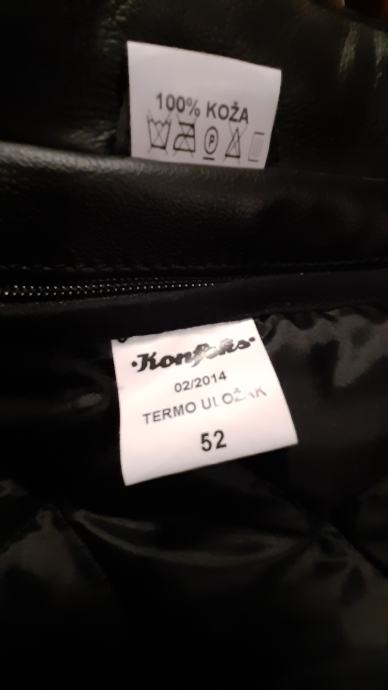 100% KOŽA
P
·Konfeks·
02/2014
TERMO ULOŽAK
52